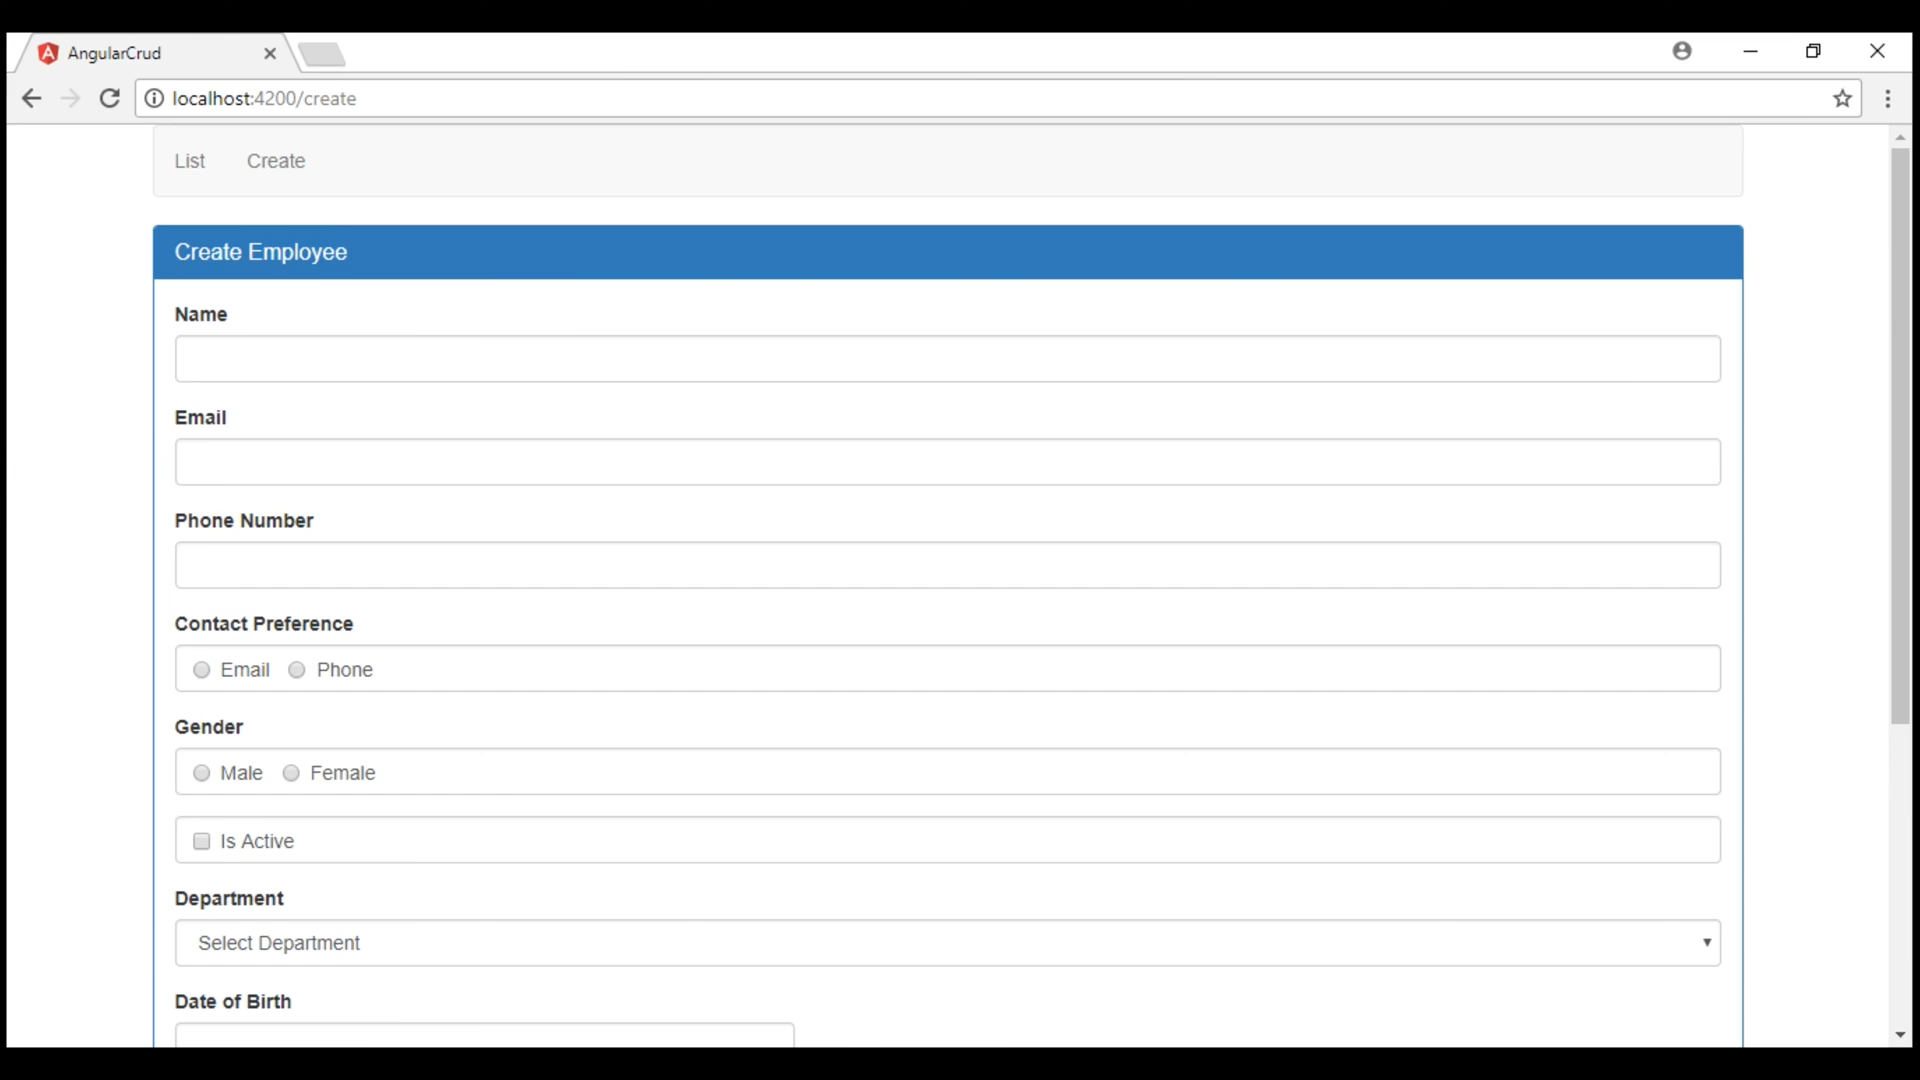 AngularCrud
localhost:4200/create
List Create
Create Employee
Name
Email
Phone Number
Contact Preference
Email Phone
Gender
Male Female
Is Active
Department
Select Department
Date of Birth